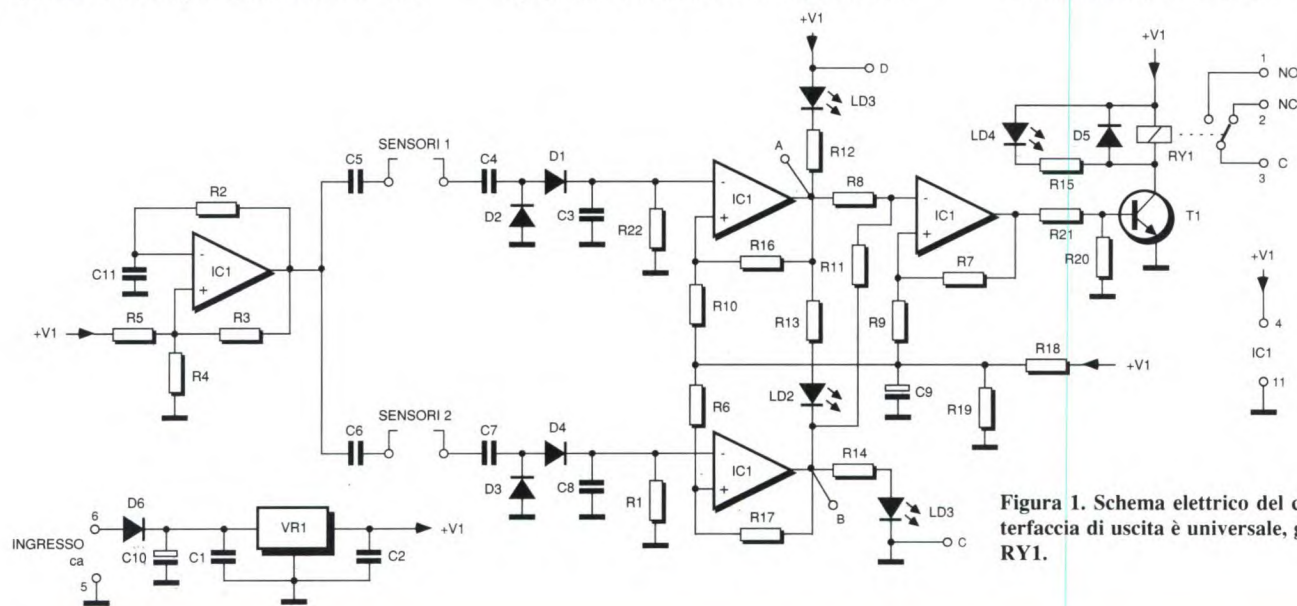 +V1
D
LD3
R12
A
SENSORI 1
C5
C4
D1
D2
C3
R22
-
+
IC1
R8
R16
R10
R13
R11
-
+
IC1
R7
R9
R21
R20
T1
+V1
LD4
D5
RY1
R15
1
NO
NC
2
C
3
R2
C11
-
+
IC1
+V1
R5
R3
R4
R18
+V1
C9
R19
LD2
R6
+V1
4
IC1
11
SENSORI 2
C6
C7
D4
D3
C8
R1
-
+
IC1
R17
B
R14
LD3
C
INGRESSO
ca
6
5
D6
C10
C1
VR1
C2
+V1
Figura 1. Schema elettrico del c
terfaccia di uscita è universale, g
RY1.